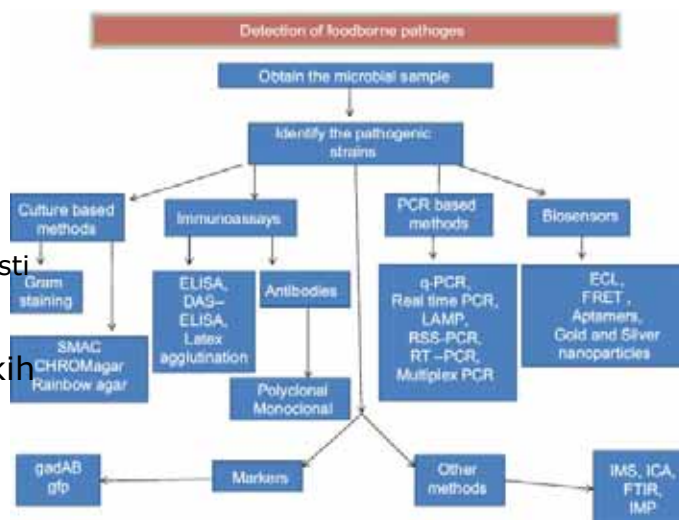 Detection of foodborne pathoges
Obtain the microbial sample
Identify the pathogenic
strains
Culture based
methods
Immunoassays
PCR based
methods
Biosensors
sti
Gram
staining
ELISA,
DAS–
ELISA,
Latex
agglutination
Antibodies
q-PCR,
Real time PCR,
LAMP,
RSS-PCR,
RT –PCR,
Multiplex PCR
ECL,
FRET ,
Aptamers,
Gold and Silver
nanoparticles
SMAC
CHROMagar
Rainbow agar
kih
Polyclonal
Monoclonal
gadAB
gfp
Markers
Other
methods
IMS, ICA,
FTIR,
IMP